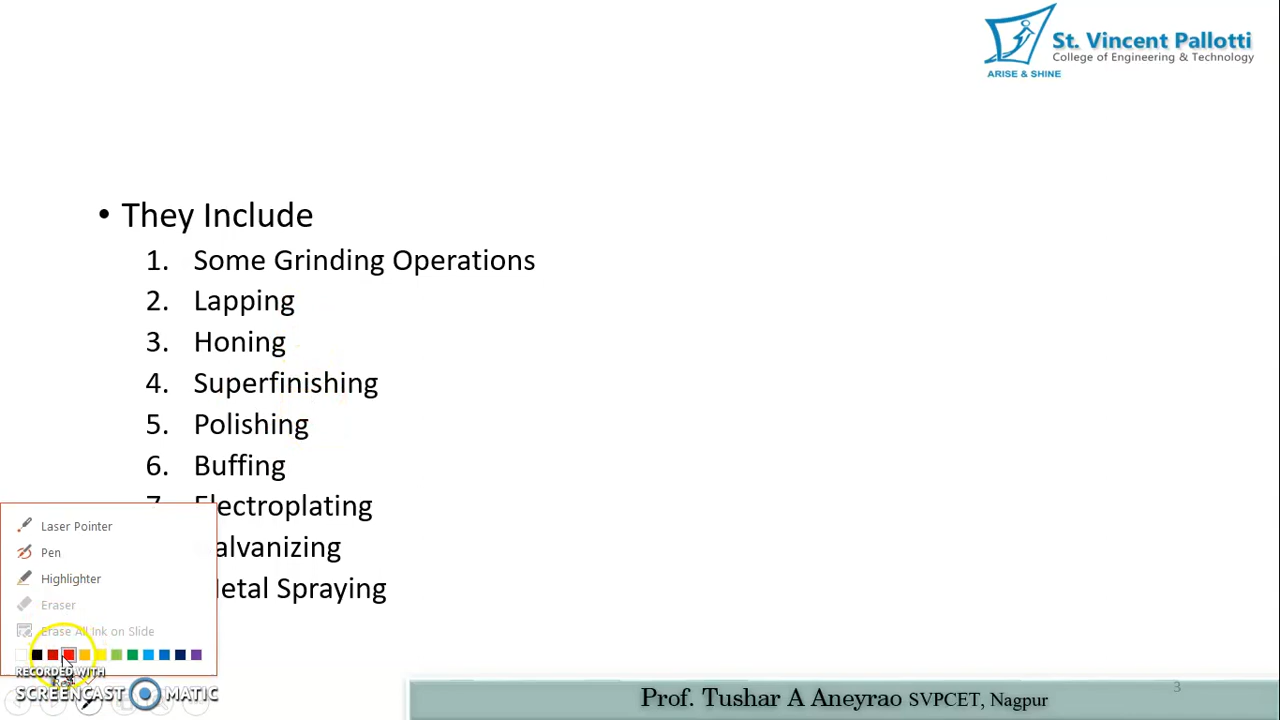 St. Vincent Pallotti
College of Engineering & Technology
ARISE & SHINE
• They Include
1. Some Grinding Operations
2. Lapping
3. Honing
4. Superfinishing
5. Polishing
6. Buffing
7. Electroplating
alvanizing
etal Spraying
Laser Pointer
Pen
Highlighter
Eraser
Erase All Ink on Slide
RECORDED WITH
SCREENCAST MATIC
Prof. Tushar A Aneyrao SVPCET, Nagpur
3